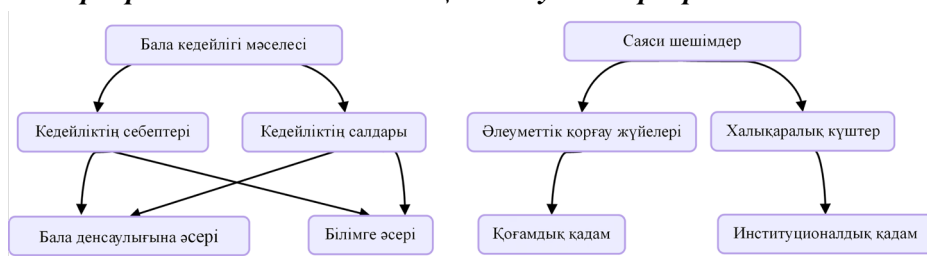 Бала кедейлігі мәселесі
Саяси шешімдер
Кедейліктің себептері
Кедейліктің салдары
Әлеуметтік қорғау жүйелері
Халықаралық күштер
Бала денсаулығына әсері
Білімге әсері
Қоғамдық қадам
Институционалдық қадам